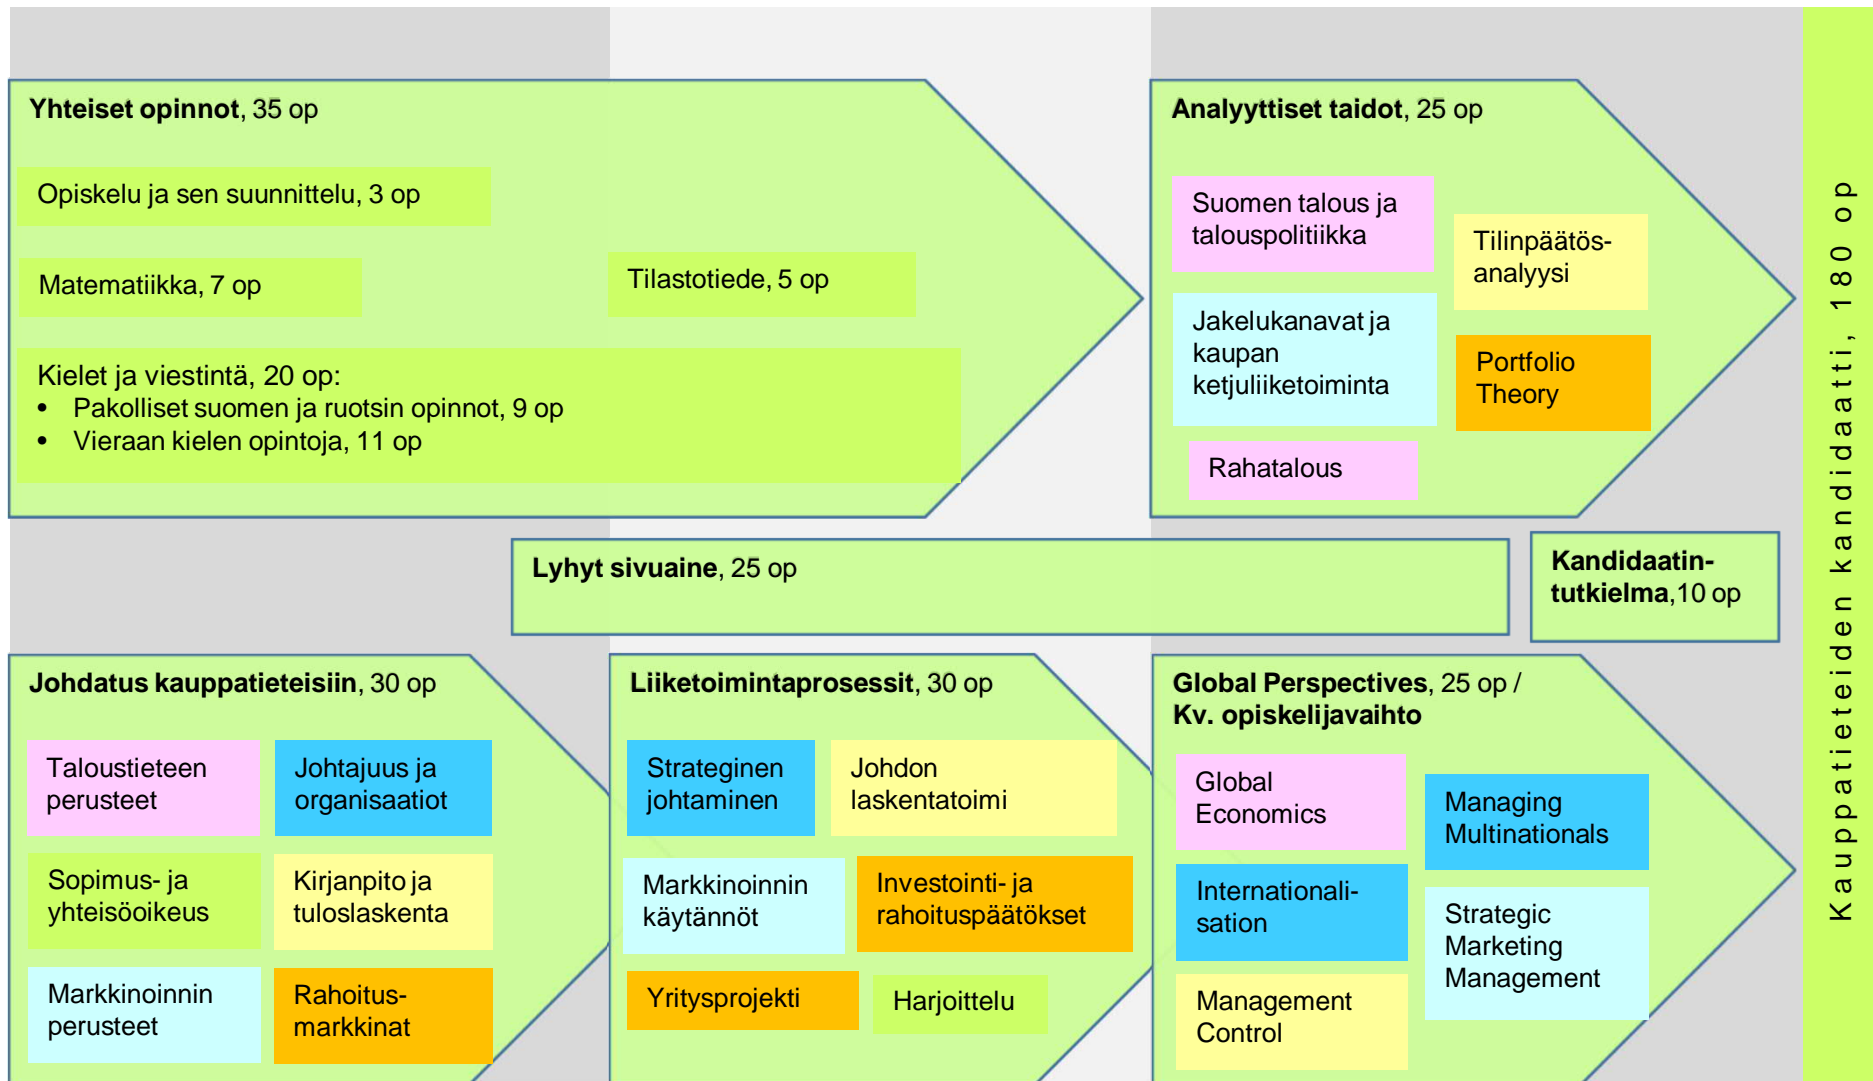 Yhteiset opinnot, 35 op
Opiskelu ja sen suunnittelu, 3 op
Matematiikka, 7 op
Tilastotiede, 5 op
Kielet ja viestintä, 20 op:
• Pakolliset suomen ja ruotsin opinnot, 9 op
• Vieraan kielen opintoja, 11 op
Analyyttiset taidot, 25 op
Suomen talous ja
talouspolitiikka
Tilinpäätös-
analyysi
Jakelukanavat ja
kaupan
ketjuliiketoiminta
Portfolio
Theory
Rahatalous
Lyhyt sivuaine, 25 op
Kandidaatin-
tutkielma,10 op
Johdatus kauppatieteisiin, 30 op
Taloustieteen
perusteet
Johtajuus ja
organisaatiot
Sopimus- ja
yhteisöoikeus
Kirjanpito ja
tuloslaskenta
Markkinoinnin
perusteet
Rahoitus-
markkinat
Liiketoimintaprosessit, 30 op
Strateginen
johtaminen
Johdon
laskentatoimi
Markkinoinnin
käytännöt
Investointi- ja
rahoituspäätökset
Yritysprojekti
Harjoittelu
Global Perspectives, 25 op /
Kv. opiskelijavaihto
Global
Economics
Managing
Multinationals
Internationali-
sation
Strategic
Marketing
Management
Management
Control
Kauppatieteiden kandidaatti, 180 op